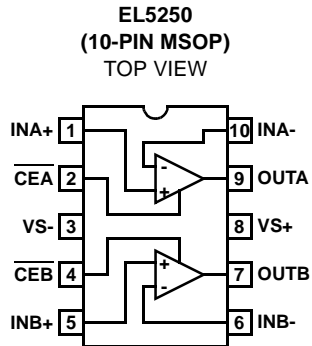 EL5250
(10-PIN MSOP)
TOP VIEW
INA+ 1 10 INA-
CEA 2 9 OUTA
VS- 3 8 VS+
CEB 4 7 OUTB
INB+ 5 6 INB-
-
+
+
-